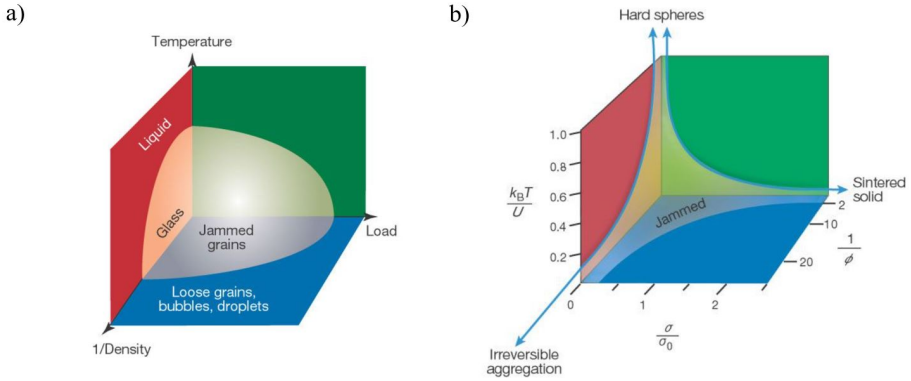 a)
Temperature
Liquid
Glass
Jammed
grains
Load
Loose grains,
bubbles, droplets
1/Density
b)
Hard spheres
1.0
0.8
0.6
0.4
0.2
k_BT
U
Jammed
Sintered
solid
2
10
20
1
ϕ
0
1
2
σ
σ₀
Irreversible
aggregation